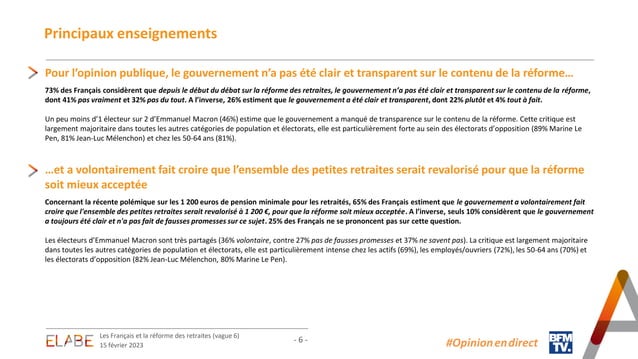 Principaux enseignements
Pour l’opinion publique, le gouvernement n’a pas été clair et transparent sur le contenu de la réforme…
73% des Français considèrent que depuis le début du débat sur la réforme des retraites, le gouvernement n’a pas été clair et transparent sur le contenu de la réforme,
dont 41% pas vraiment et 32% pas du tout. A l’inverse, 26% estiment que le gouvernement a été clair et transparent, dont 22% plutôt et 4% tout à fait.
Un peu moins d’1 électeur sur 2 d’Emmanuel Macron (46%) estime que le gouvernement a manqué de transparence sur le contenu de la réforme. Cette critique est
largement majoritaire dans toutes les autres catégories de population et électorats, elle est particulièrement forte au sein des électorats d’opposition (89% Marine Le
Pen, 81% Jean-Luc Mélenchon) et chez les 50-64 ans (81%).
…et a volontairement fait croire que l’ensemble des petites retraites serait revalorisé pour que la réforme
soit mieux acceptée
Concernant la récente polémique sur les 1 200 euros de pension minimale pour les retraités, 65% des Français estiment que le gouvernement a volontairement fait
croire que l’ensemble des petites retraites serait revalorisé à 1 200 €, pour que la réforme soit mieux acceptée. A l’inverse, seuls 10% considèrent que le gouvernement
a toujours été clair et n’a pas fait de fausses promesses sur ce sujet. 25% des Français ne se prononcent pas sur cette question.
Les électeurs d’Emmanuel Macron sont très partagés (36% volontaire, contre 27% pas de fausses promesses et 37% ne savent pas). La critique est largement majoritaire
dans toutes les autres catégories de population et électorats, elle est particulièrement intense chez les actifs (69%), les employés/ouvriers (72%), les 50-64 ans (70%) et
les électorats d’opposition (82% Jean-Luc Mélenchon, 80% Marine Le Pen).
ELABE
Les Français et la réforme des retraites (vague 6)
15 février 2023
- 6 -
#Opinionendirect
BFM
TV.